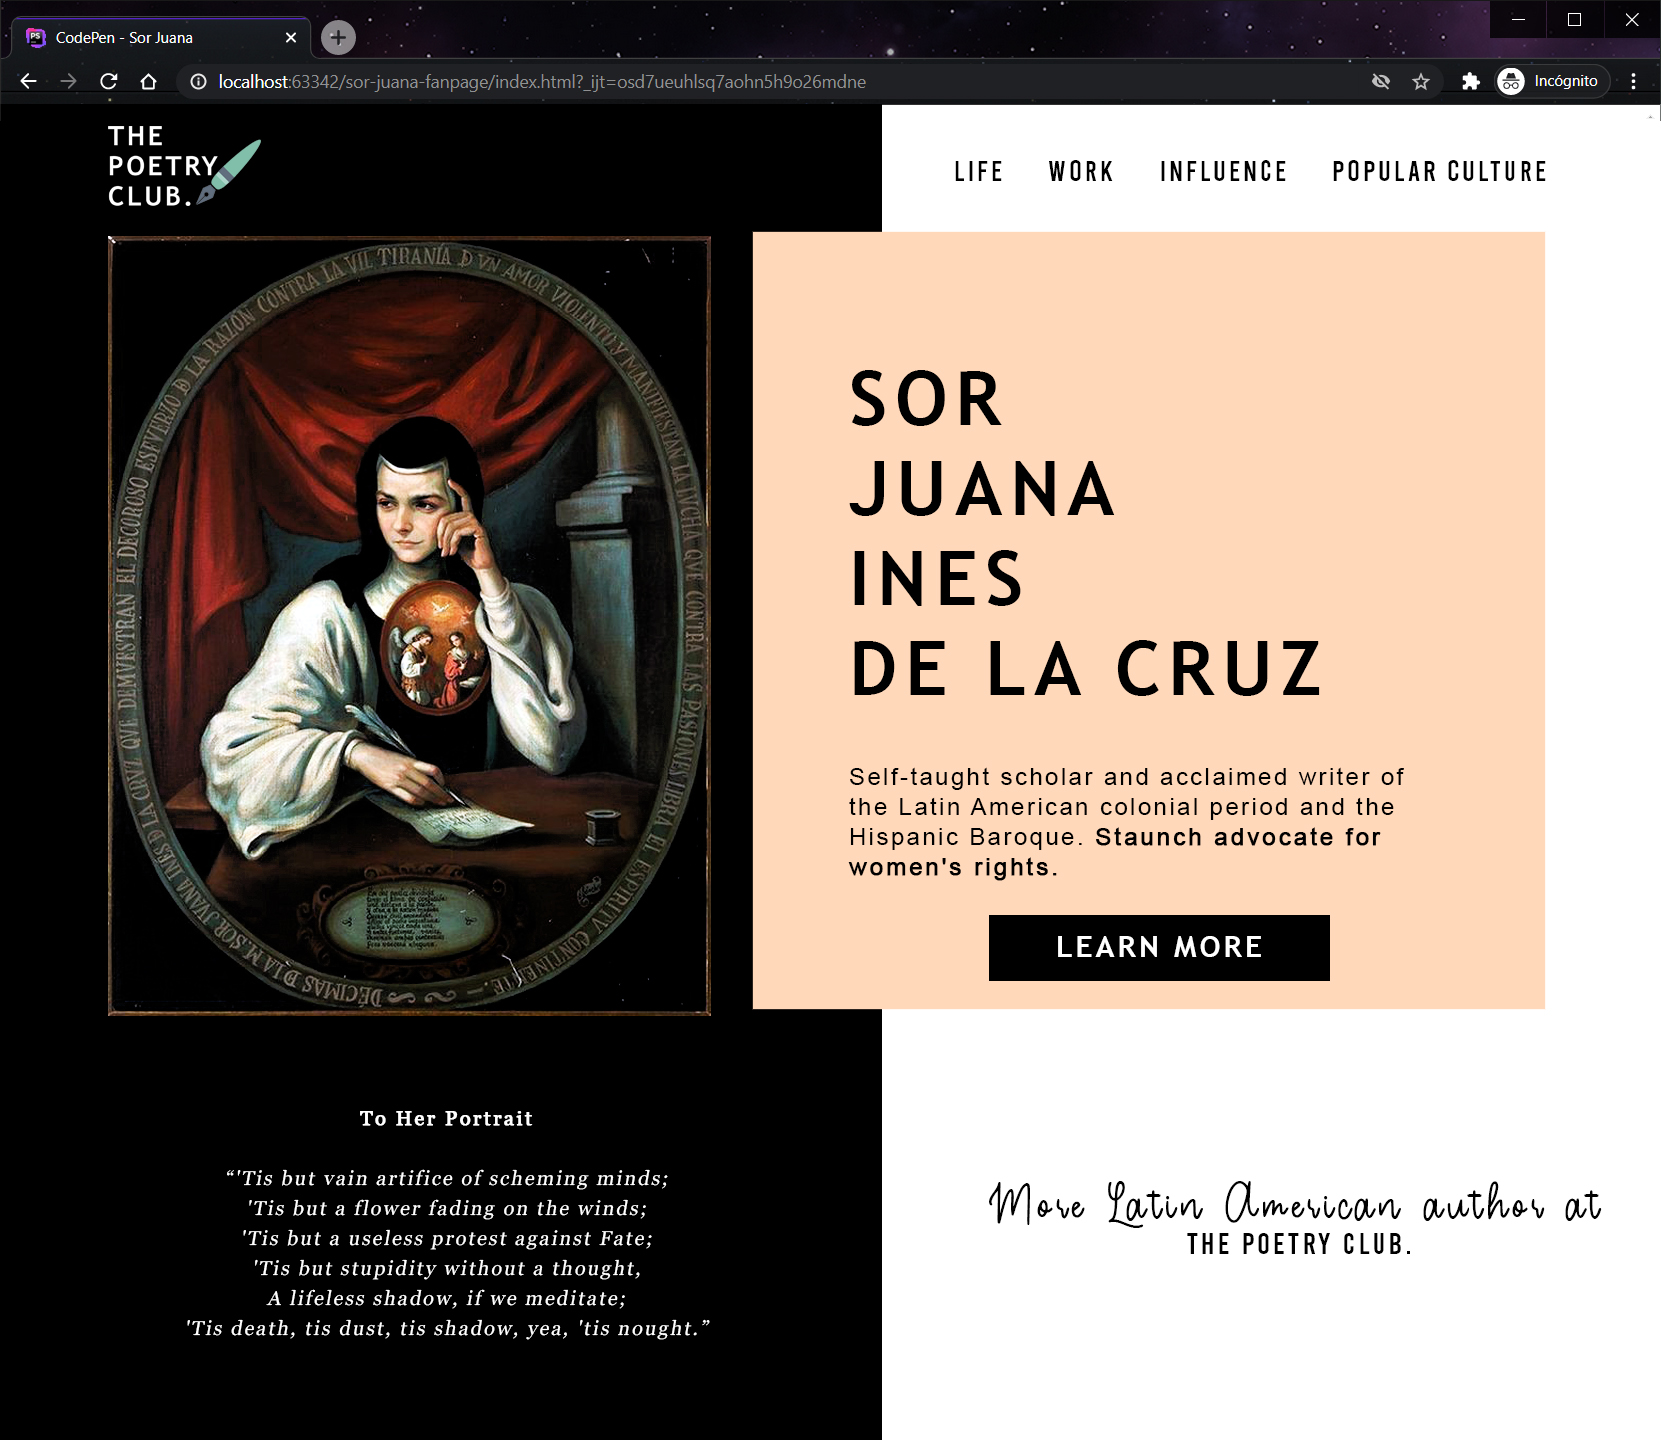 CodePen - Sor Juana
localhost:63342/sor-juana-fanpage/index.html?_ijt=osd7ueuhlsq7aohn5h9o26mdne
Incógnito
THE
POETRY
CLUB.
LIFE WORK INFLUENCE POPULAR CULTURE
QUE DEMVESTRAN EL DECOROSO ESFVERZO DE LA RAZÓN CONTRA LA VIL TIRANÍA D VN AMOR VIOLENTO, Y MANIFIESTAN LA LVCHA QVE CONTRA LAS PASIONES LIBRA EL ESPIRITV CONTINENTE.
DÉCIMAS D LA M. SOR JVANA INES D LA CRVZ
SOR
JUANA
INES
DE LA CRUZ
Self-taught scholar and acclaimed writer of
the Latin American colonial period and the
Hispanic Baroque. Staunch advocate for
women's rights.
LEARN MORE
To Her Portrait
“'Tis but vain artifice of scheming minds;
'Tis but a flower fading on the winds;
'Tis but a useless protest against Fate;
'Tis but stupidity without a thought,
A lifeless shadow, if we meditate;
'Tis death, tis dust, tis shadow, yea, 'tis nought.”
More Latin American author at
THE POETRY CLUB.